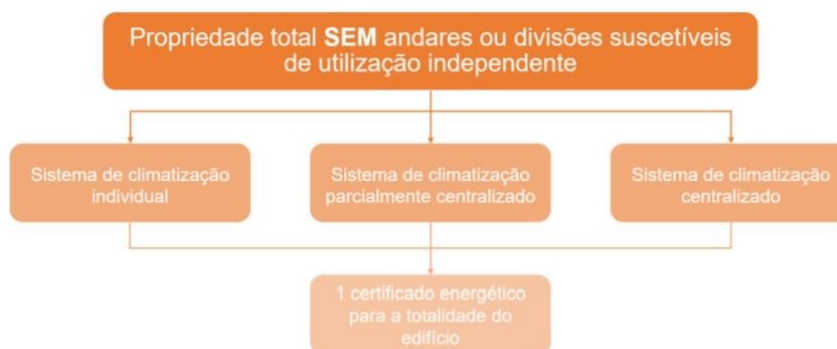 Propriedade total SEM andares ou divisões suscetíveis
de utilização independente
Sistema de climatização
individual
Sistema de climatização
parcialmente centralizado
Sistema de climatização
centralizado
1 certificado energético
para a totalidade do
edifício